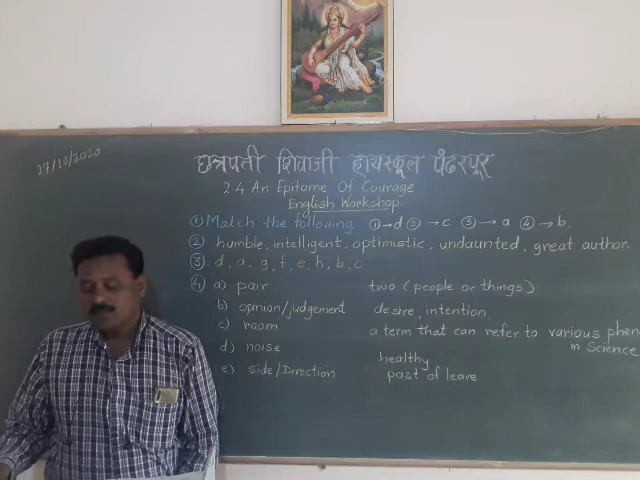 27/10/2020
छत्रपती शिवाजी हायस्कूल पंढरपूर
2.4 An Epitome Of Courage
English Workshop.
① Match the following ①→d ②→c ③→a ④→b,
② humble, intelligent, optimistic, undaunted, great author.
③ d, a, g, f, e, h, b, c
④ a) pair two (people or things)
b) opinion/judgement desire, intention.
c) room a term that can refer to various phen
in Science
d) noise healthy
e) side/Direction past of leave